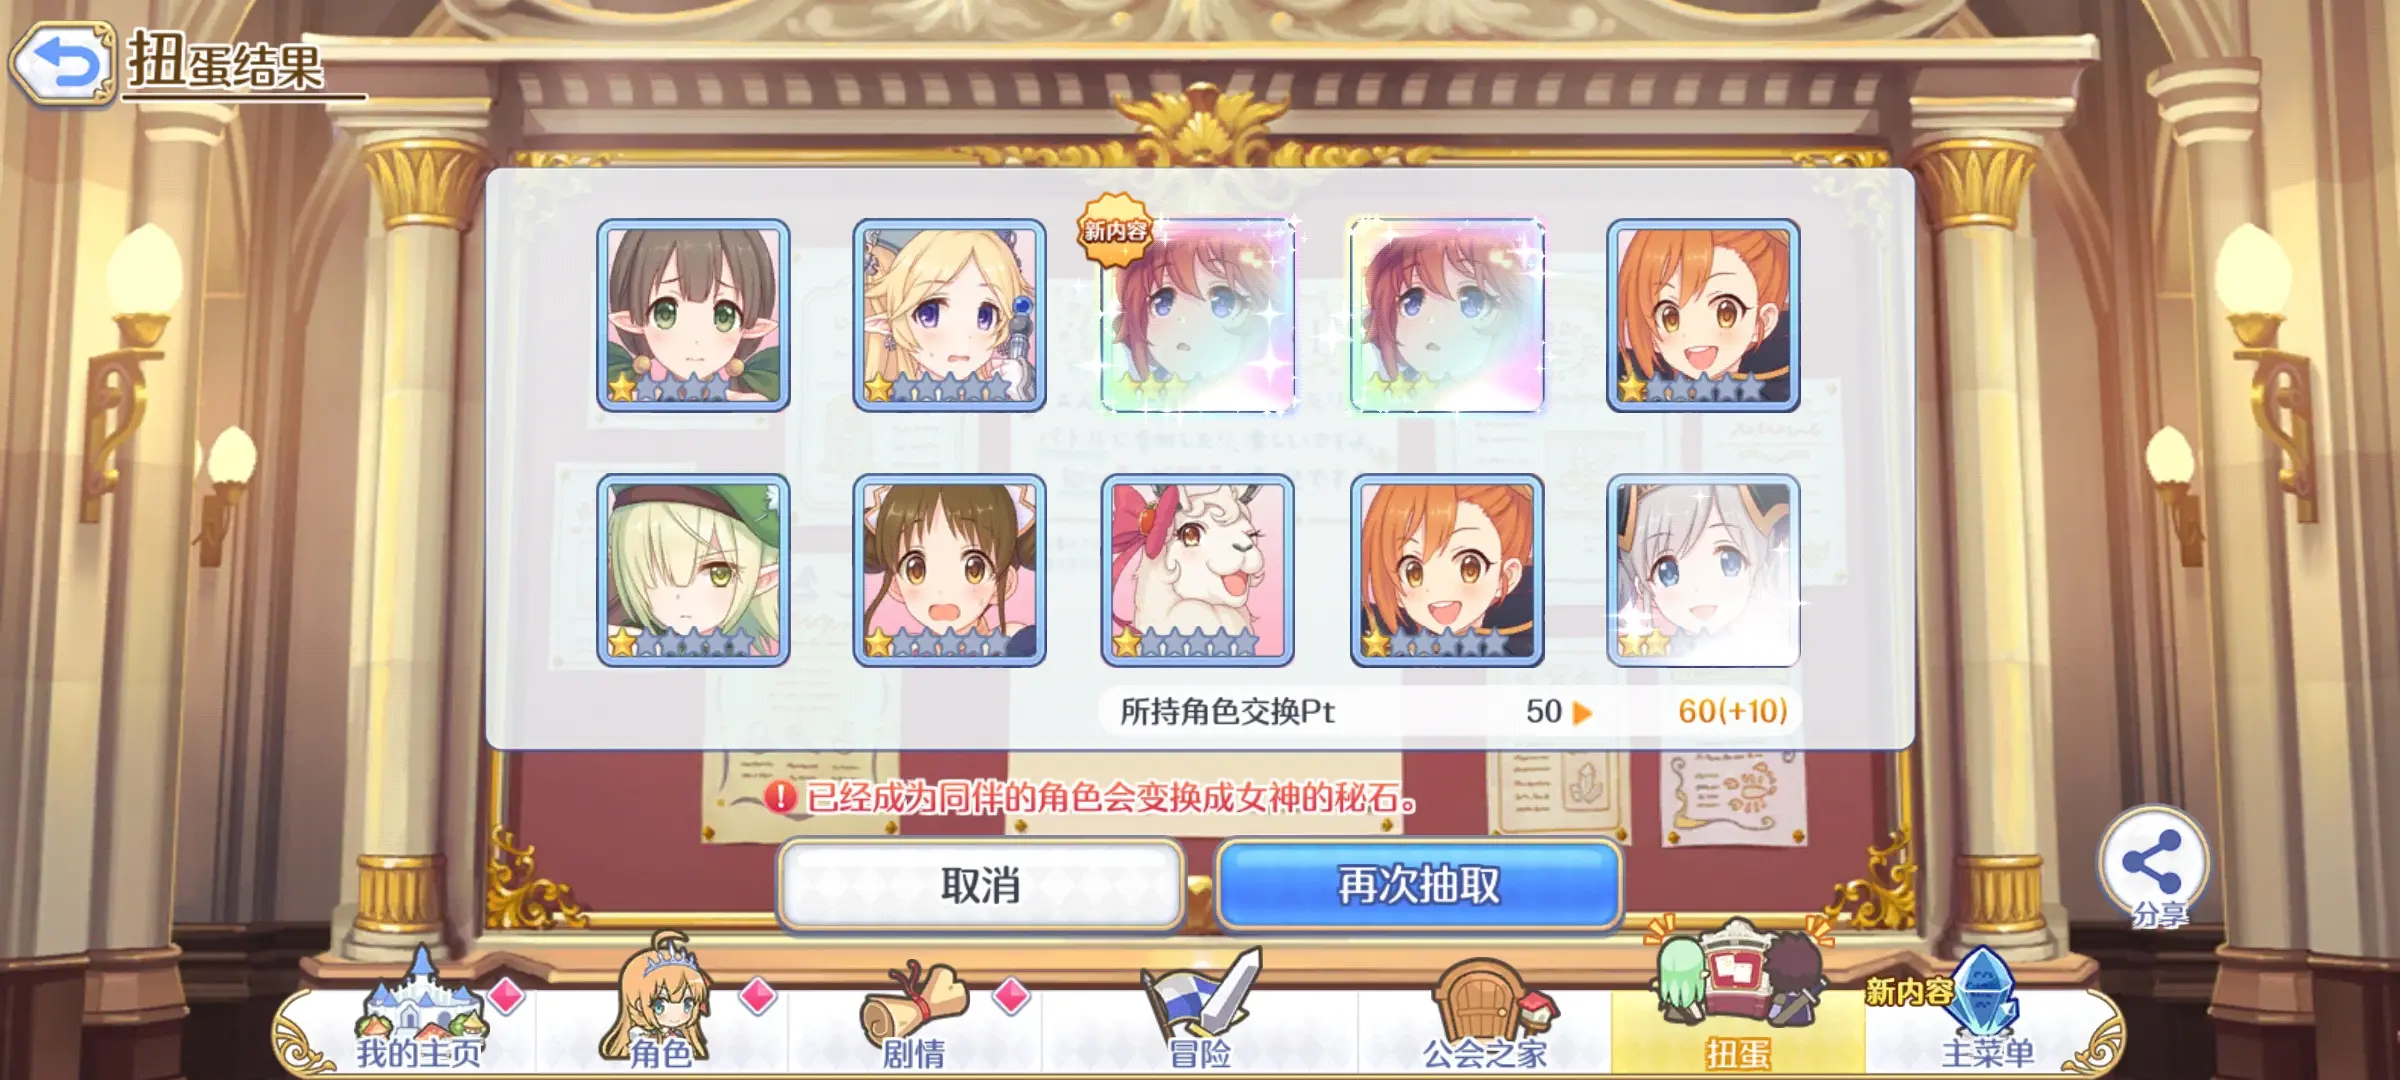 扭蛋结果
新内容
所持角色交换Pt 50 60(+10)
已经成为同伴的角色会变换成女神的秘石。
取消
再次抽取
分享
新内容
我的主页
角色
剧情
冒险
公会之家
扭蛋
主菜单